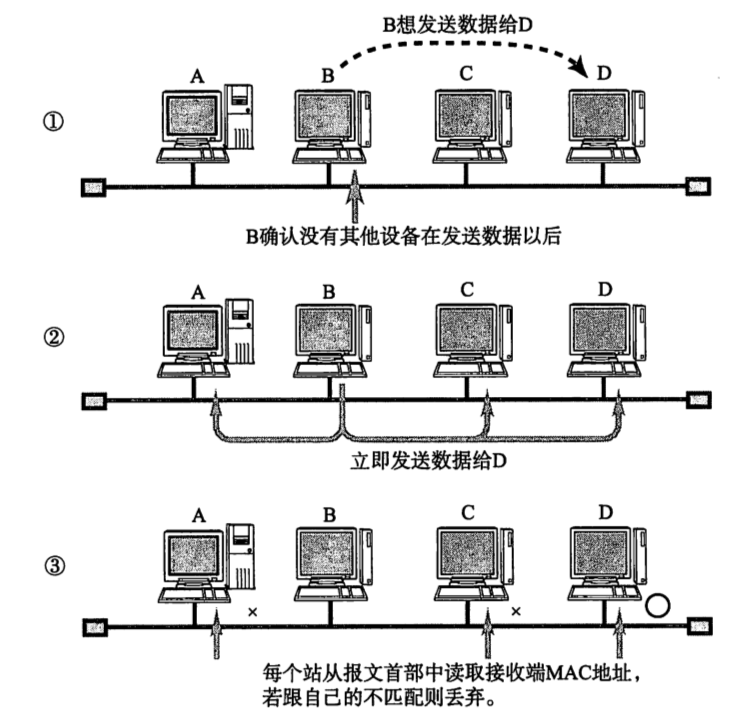 B想发送数据给D
A B C D
①
B确认没有其他设备在发送数据以后
A B C D
②
立即发送数据给D
A B C D
③
× ×
每个站从报文首部中读取接收端MAC地址，
若跟自己的不匹配则丢弃。